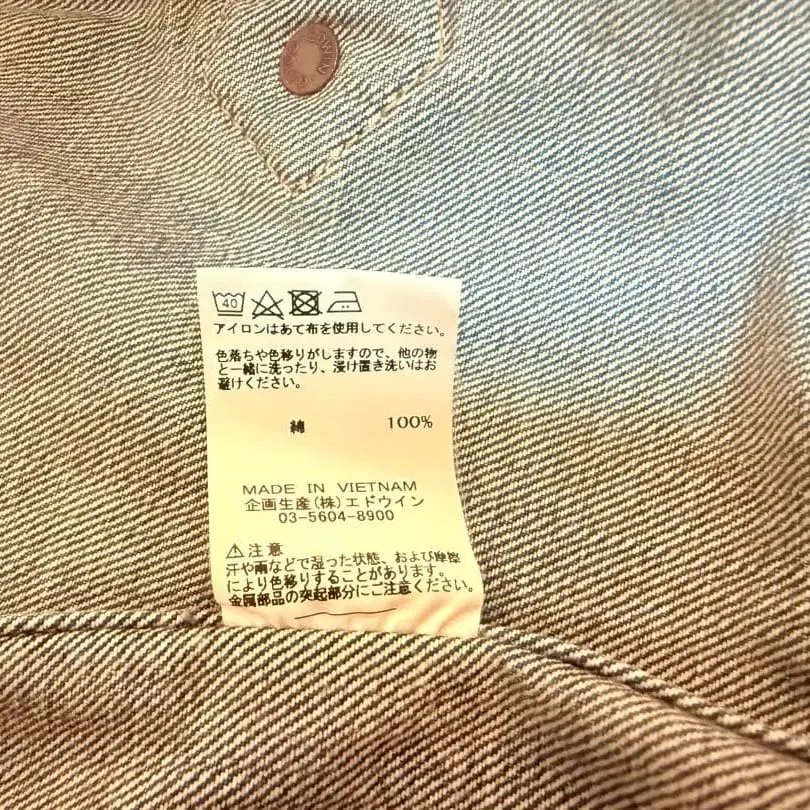 EDWIN
40
アイロンはあて布を使用してください。
色落ちや色移りがしますので、他の物
と一緒に洗ったり、浸け置き洗いはお
避けください。
綿 100%
MADE IN VIETNAM
企画生産(株)エドウイン
03-5604-8900
⚠注意
汗や雨などで湿った状態、および摩擦
により色移りすることがあります。
金属部品の突起部分にご注意ください。